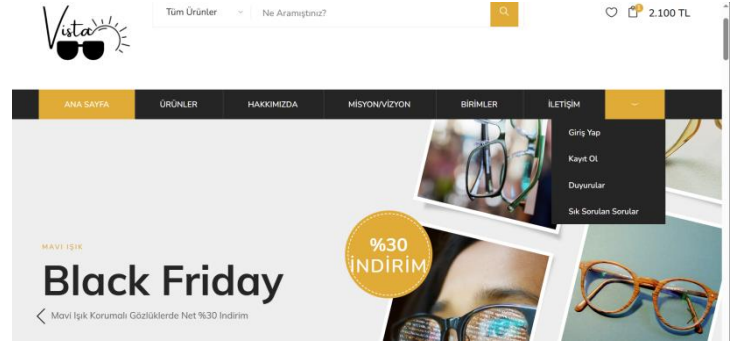 Vista
Tüm Ürünler Ne Aramıştınız? 2.100 TL
ANA SAYFA ÜRÜNLER HAKKIMIZDA MİSYON/VİZYON BİRİMLER İLETİŞİM
Giriş Yap
Kayıt Ol
Duyurular
Sık Sorulan Sorular
MAVI IŞIK
%30
İNDİRİM
Black Friday
Mavi Işık Korumalı Gözlüklerde Net %30 Indirim